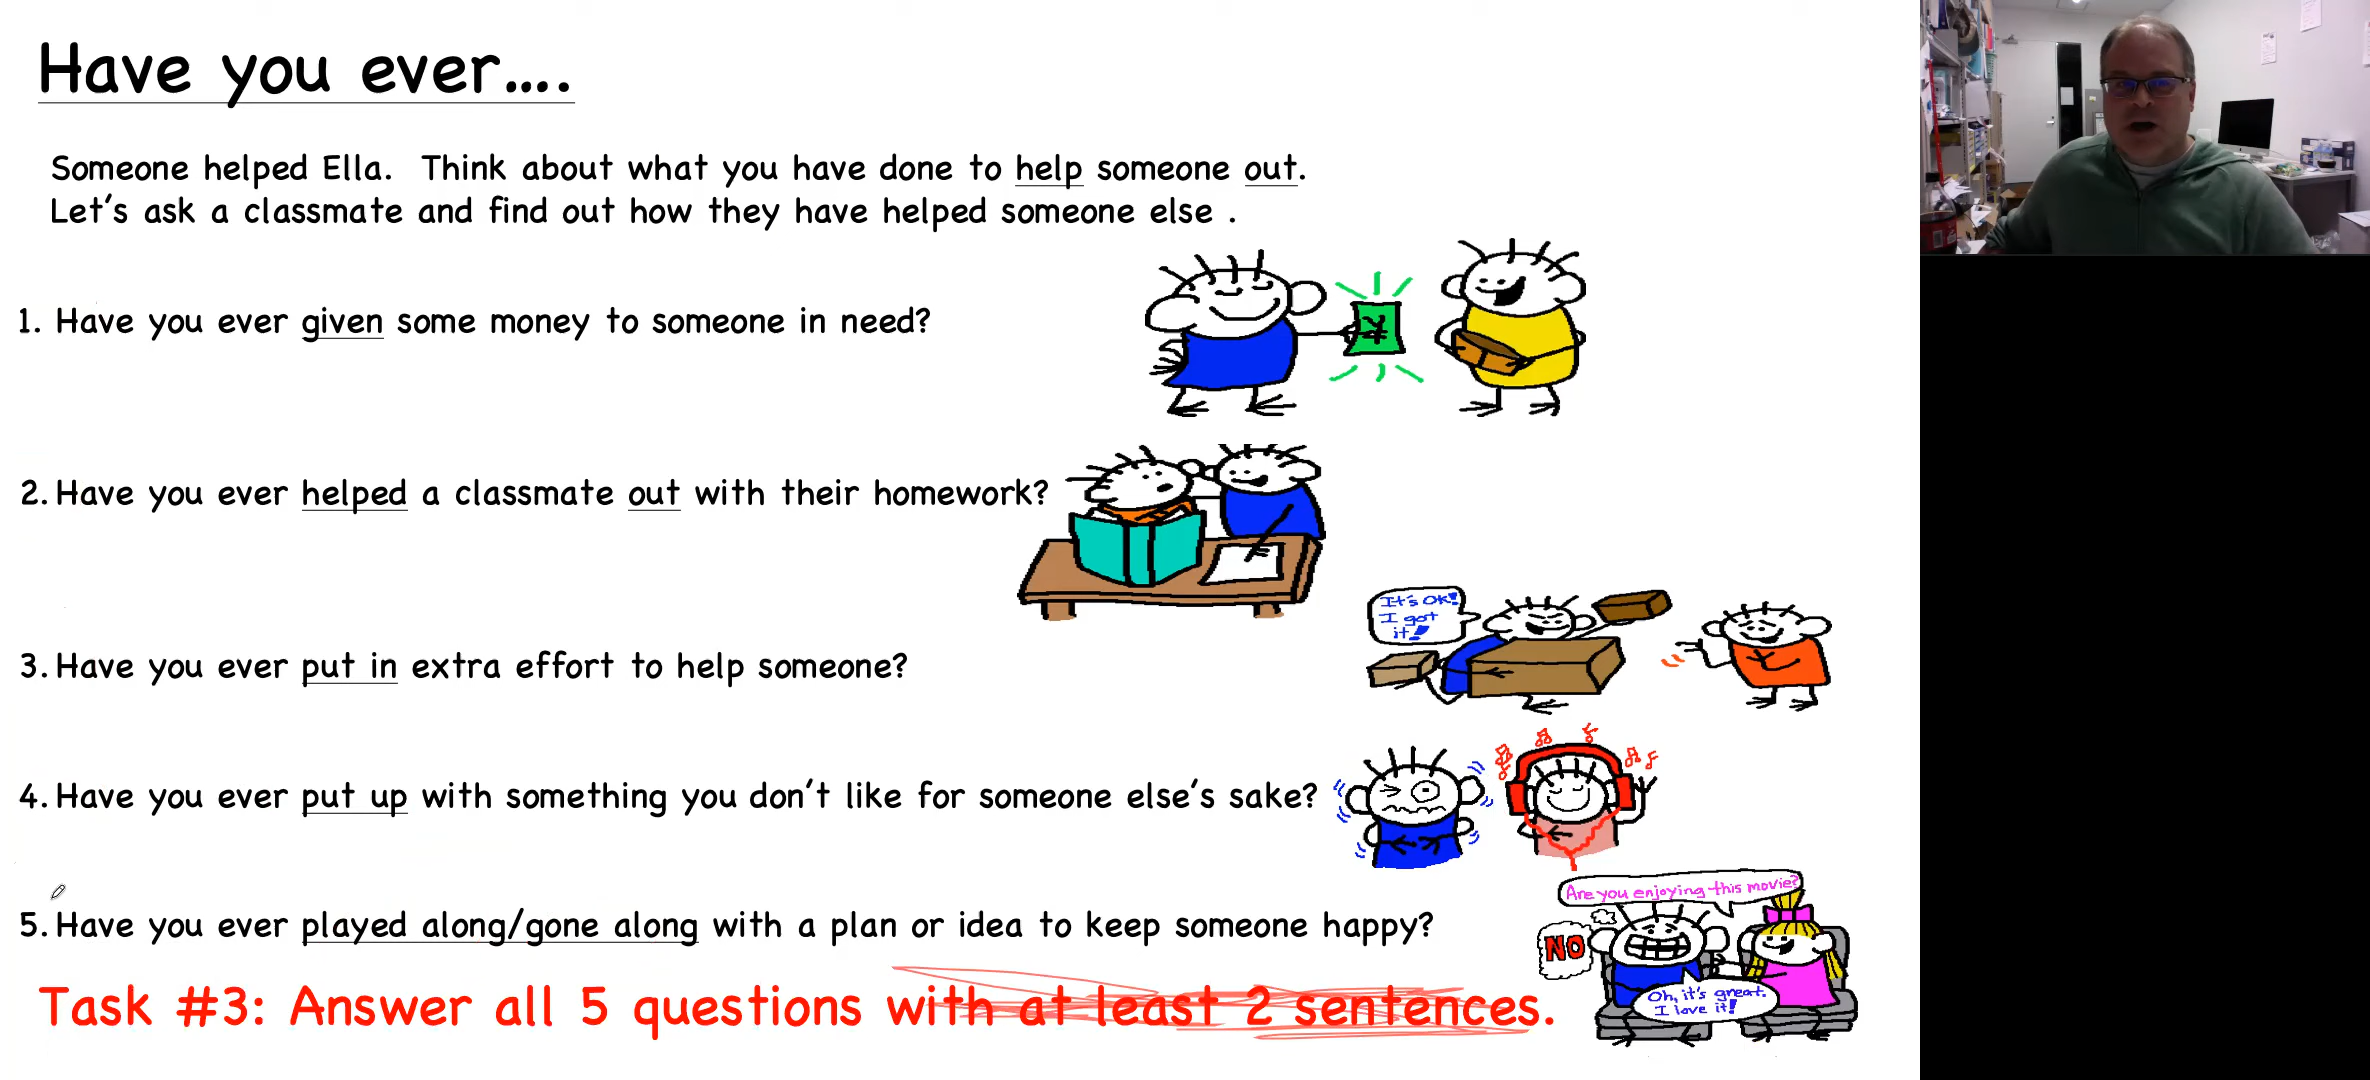 Have you ever....
Someone helped Ella. Think about what you have done to help someone out.
Let's ask a classmate and find out how they have helped someone else .
1. Have you ever given some money to someone in need?
¥
2. Have you ever helped a classmate out with their homework?
It's OK!
I got
it!
3. Have you ever put in extra effort to help someone?
4. Have you ever put up with something you don't like for someone else's sake?
Are you enjoying this movie?
5. Have you ever played along/gone along with a plan or idea to keep someone happy?
NO
Oh, it's great.
I love it!
Task #3: Answer all 5 questions with at least 2 sentences.